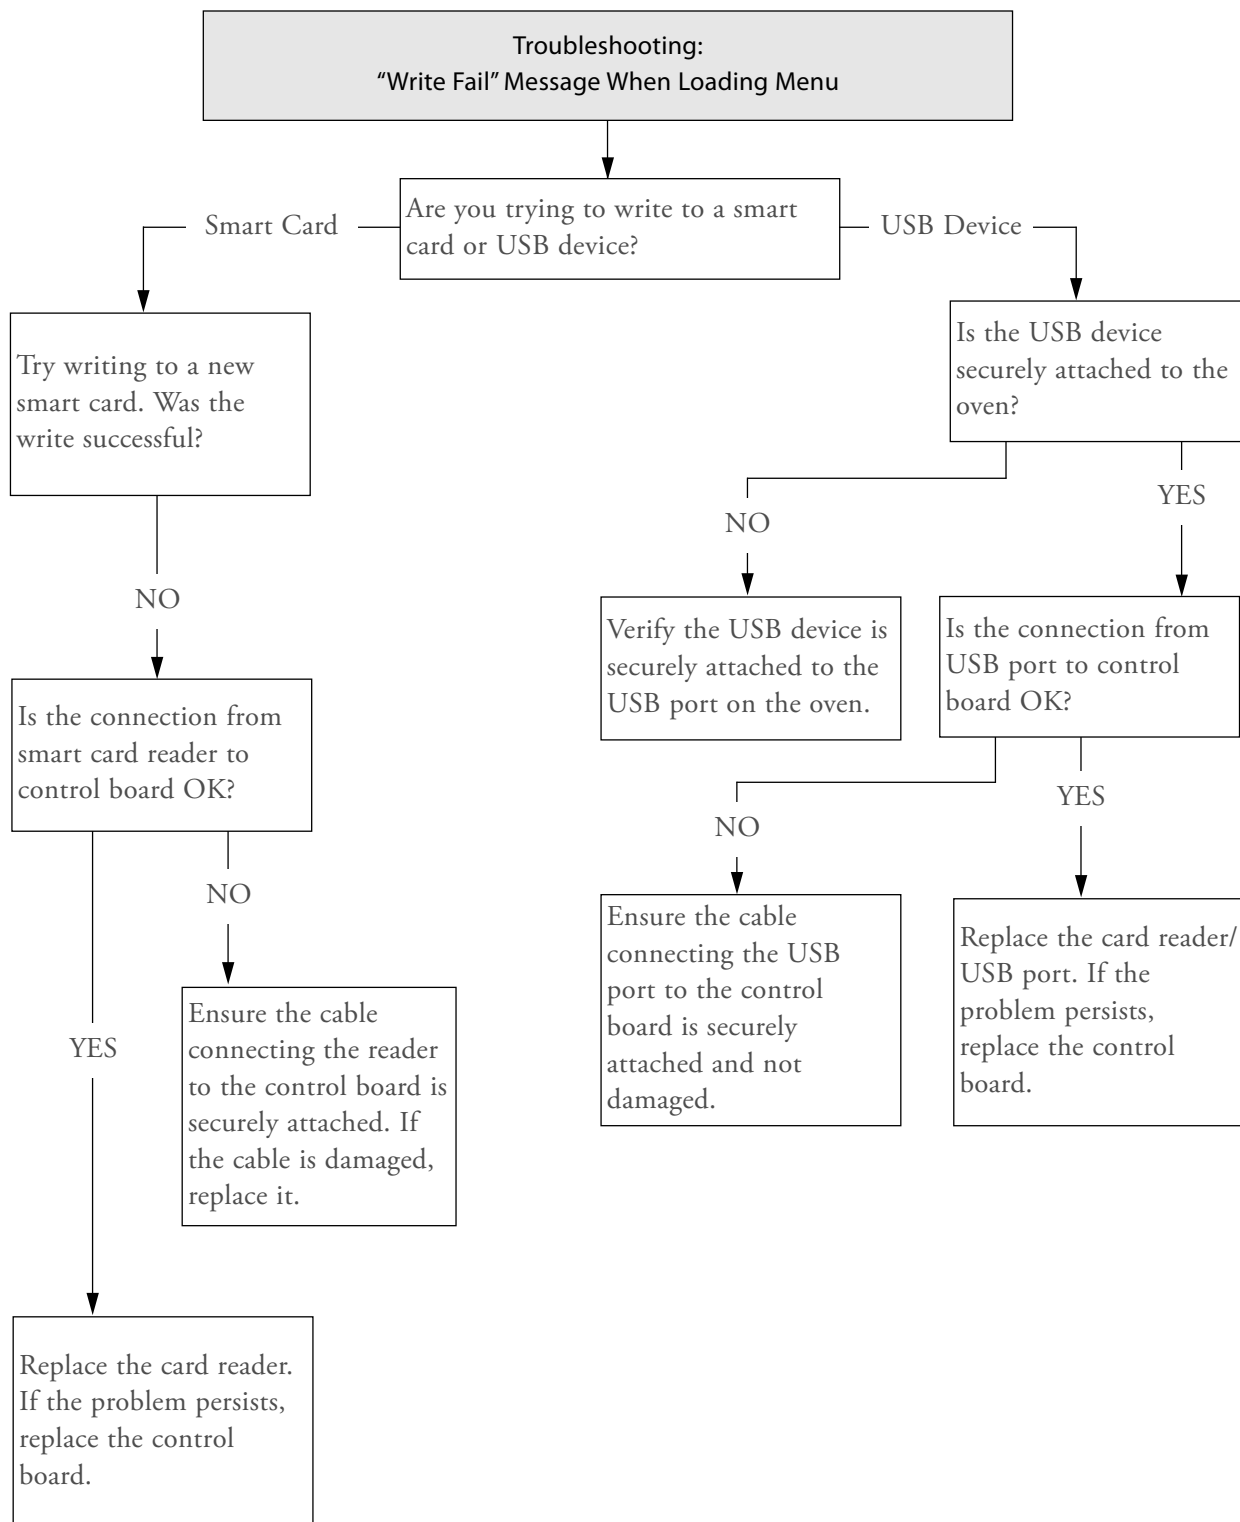 Troubleshooting:
“Write Fail” Message When Loading Menu
Are you trying to write to a smart
card or USB device?
Smart Card
USB Device
Try writing to a new
smart card. Was the
write successful?
Is the USB device
securely attached to the
oven?
NO
YES
NO
Verify the USB device is
securely attached to the
USB port on the oven.
Is the connection from
USB port to control
board OK?
Is the connection from
smart card reader to
control board OK?
NO
YES
NO
YES
Ensure the cable
connecting the reader
to the control board is
securely attached. If
the cable is damaged,
replace it.
Ensure the cable
connecting the USB
port to the control
board is securely
attached and not
damaged.
Replace the card reader/
USB port. If the
problem persists,
replace the control
board.
Replace the card reader.
If the problem persists,
replace the control
board.